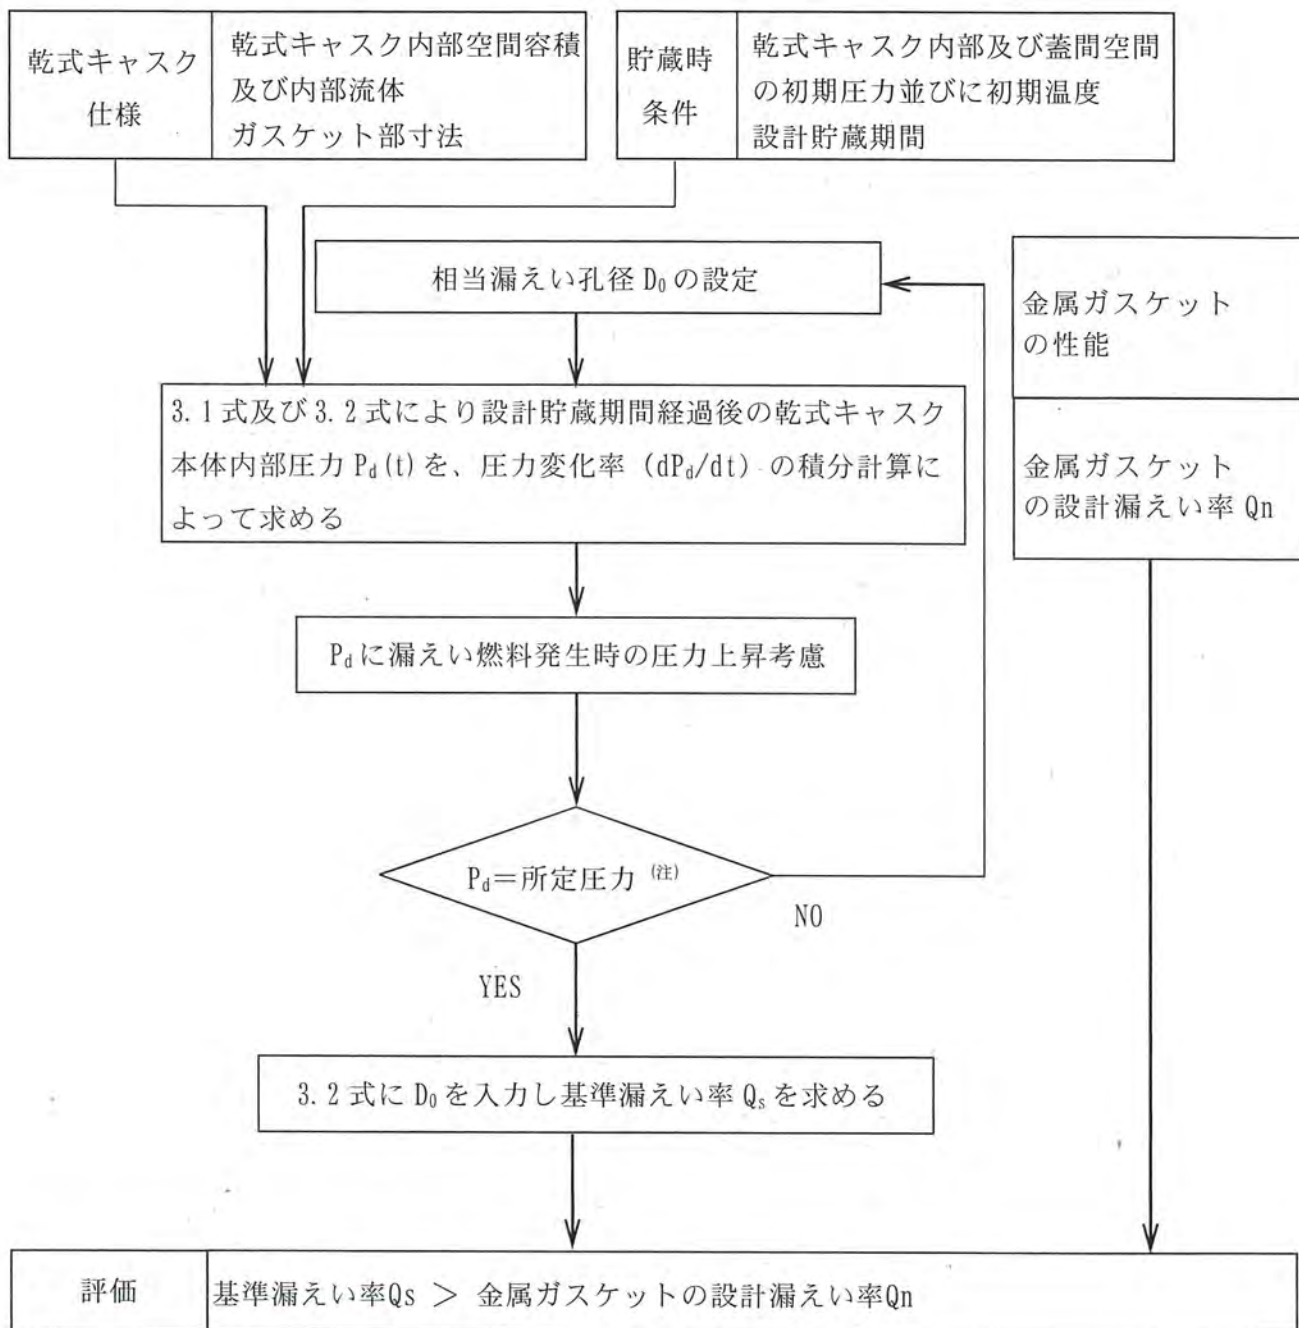 乾式キャスク
仕様
乾式キャスク内部空間容積
及び内部流体
ガスケット部寸法
貯蔵時
条件
乾式キャスク内部及び蓋間空間
の初期圧力並びに初期温度
設計貯蔵期間
相当漏えい孔径 D₀ の設定
金属ガスケット
の性能
3.1式及び3.2式により設計貯蔵期間経過後の乾式キャスク
本体内部圧力 P_d(t) を、圧力変化率（dP_d/dt）の積分計算に
よって求める
金属ガスケット
の設計漏えい率 Qn
P_d に漏えい燃料発生時の圧力上昇考慮
P_d＝所定圧力 (注)
NO
YES
3.2式に D₀ を入力し基準漏えい率 Q_s を求める
評価
基準漏えい率Qs ＞ 金属ガスケットの設計漏えい率Qn